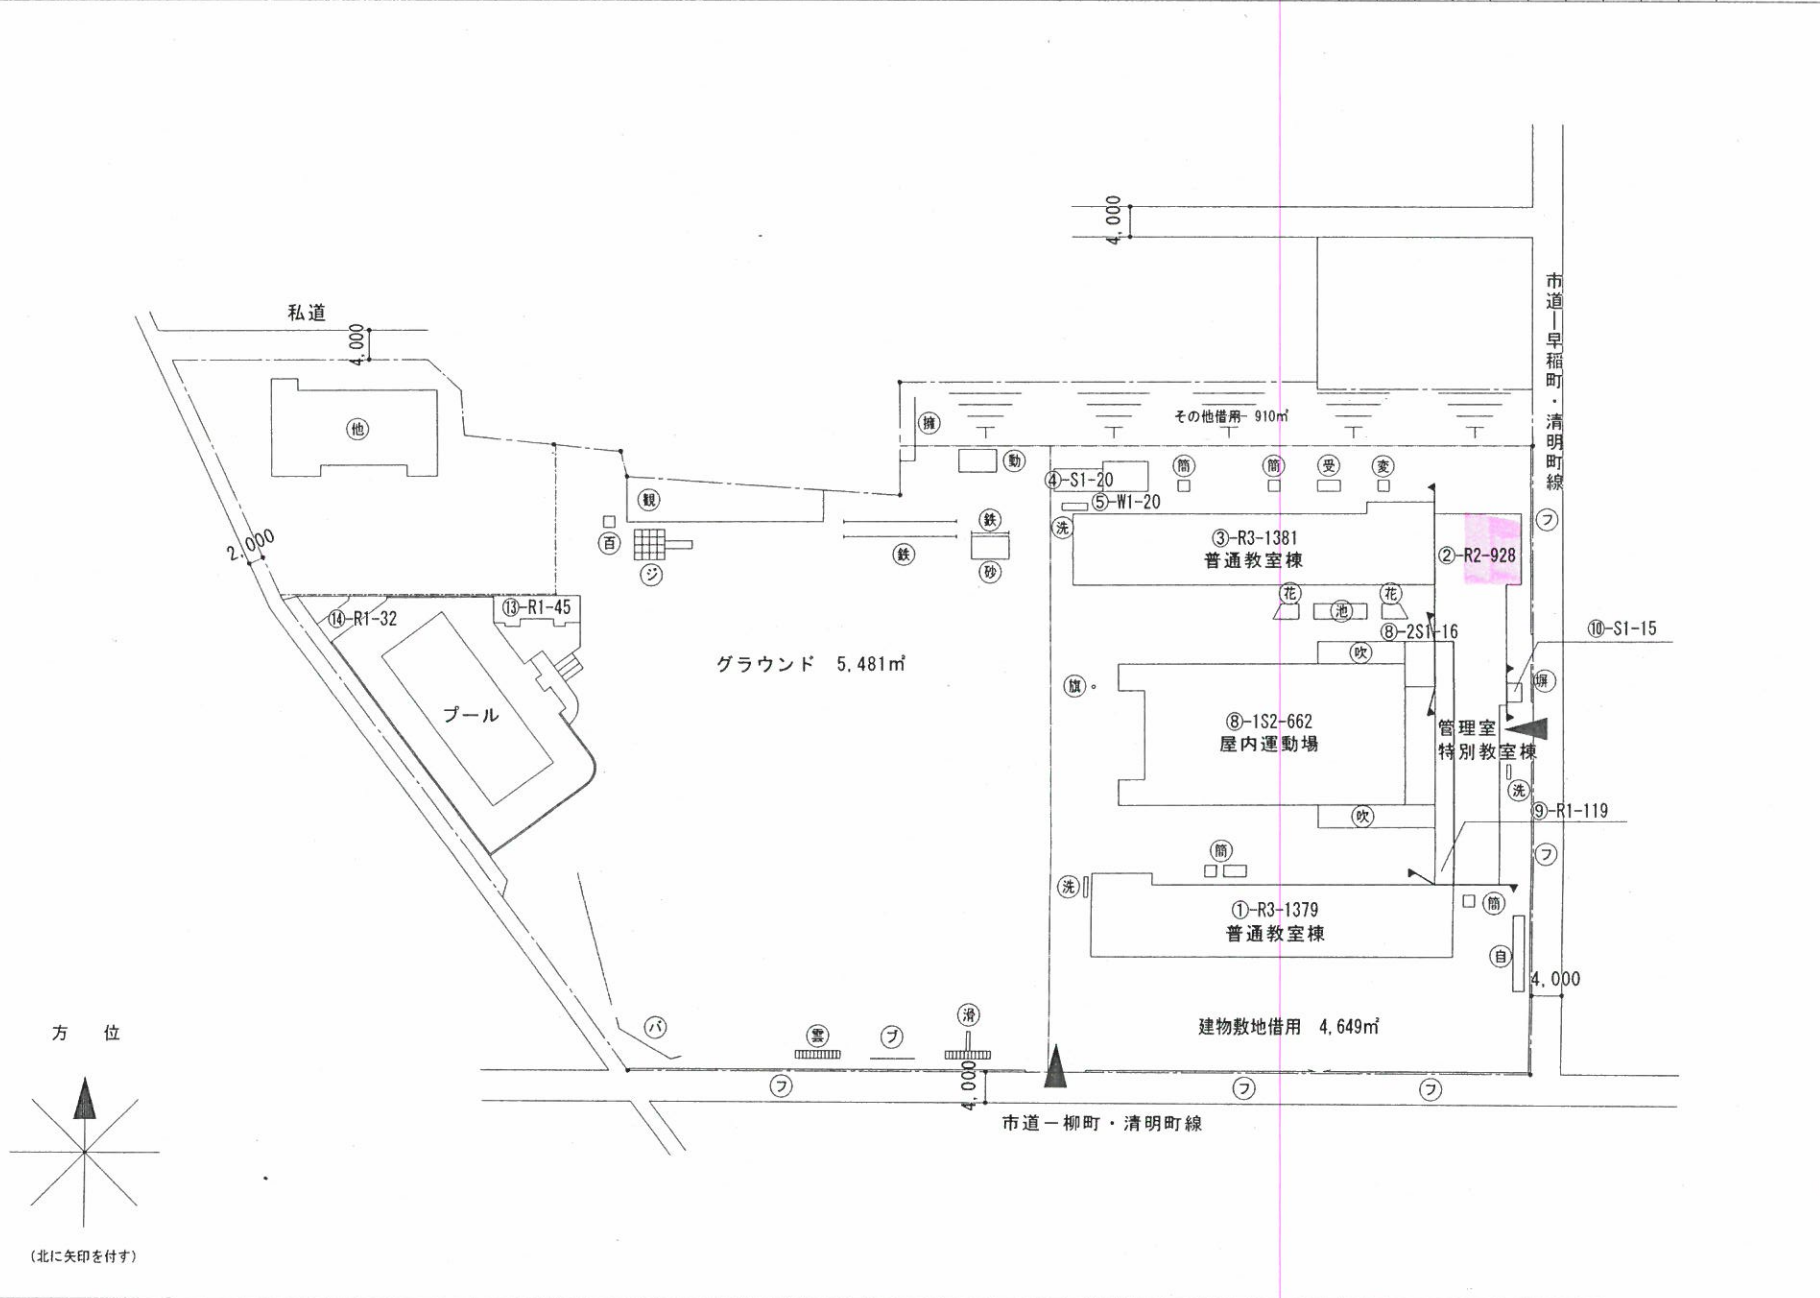 4,000
私道
4,000
市道ー早稲町・清明町線
その他借用- 910㎡
擁
他
動
④-S1-20
簡
簡
受
変
⑤-W1-20
観
鉄
洗
フ
百
ジ
鉄
砂
③-R3-1381
普通教室棟
②-R2-928
2,000
花
池
花
⑭-R1-32
⑬-R1-45
⑧-2S1-16
⑩-S1-15
吹
グラウンド 5,481㎡
旗
塀
プール
⑧-1S2-662
屋内運動場
管理室
特別教室棟
洗
吹
⑨-R1-119
簡
フ
洗
①-R3-1379
普通教室棟
簡
自
4,000
バ
雲
ブ
滑
建物敷地借用 4,649㎡
方 位
フ
4,000
フ
フ
市道ー柳町・清明町線
(北に矢印を付す)